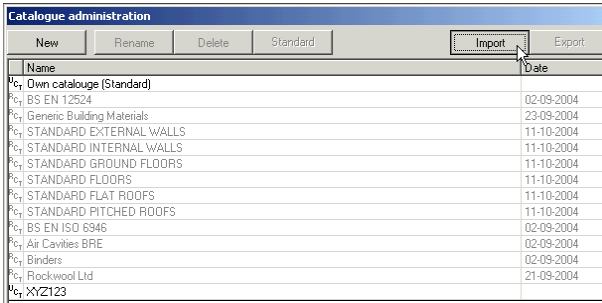 Catalogue administration
New Rename Delete Standard Import Export
Name Date
UCT Own catalouge (Standard)
RCT BS EN 12524 02-09-2004
RCT Generic Building Materials 23-09-2004
RCT STANDARD EXTERNAL WALLS 11-10-2004
RCT STANDARD INTERNAL WALLS 11-10-2004
RCT STANDARD GROUND FLOORS 11-10-2004
RCT STANDARD FLOORS 11-10-2004
RCT STANDARD FLAT ROOFS 11-10-2004
RCT STANDARD PITCHED ROOFS 11-10-2004
RCT BS EN ISO 6946 02-09-2004
RCT Air Cavities BRE 02-09-2004
RCT Binders 02-09-2004
RCT Rockwool Ltd 21-09-2004
UCT XYZ123